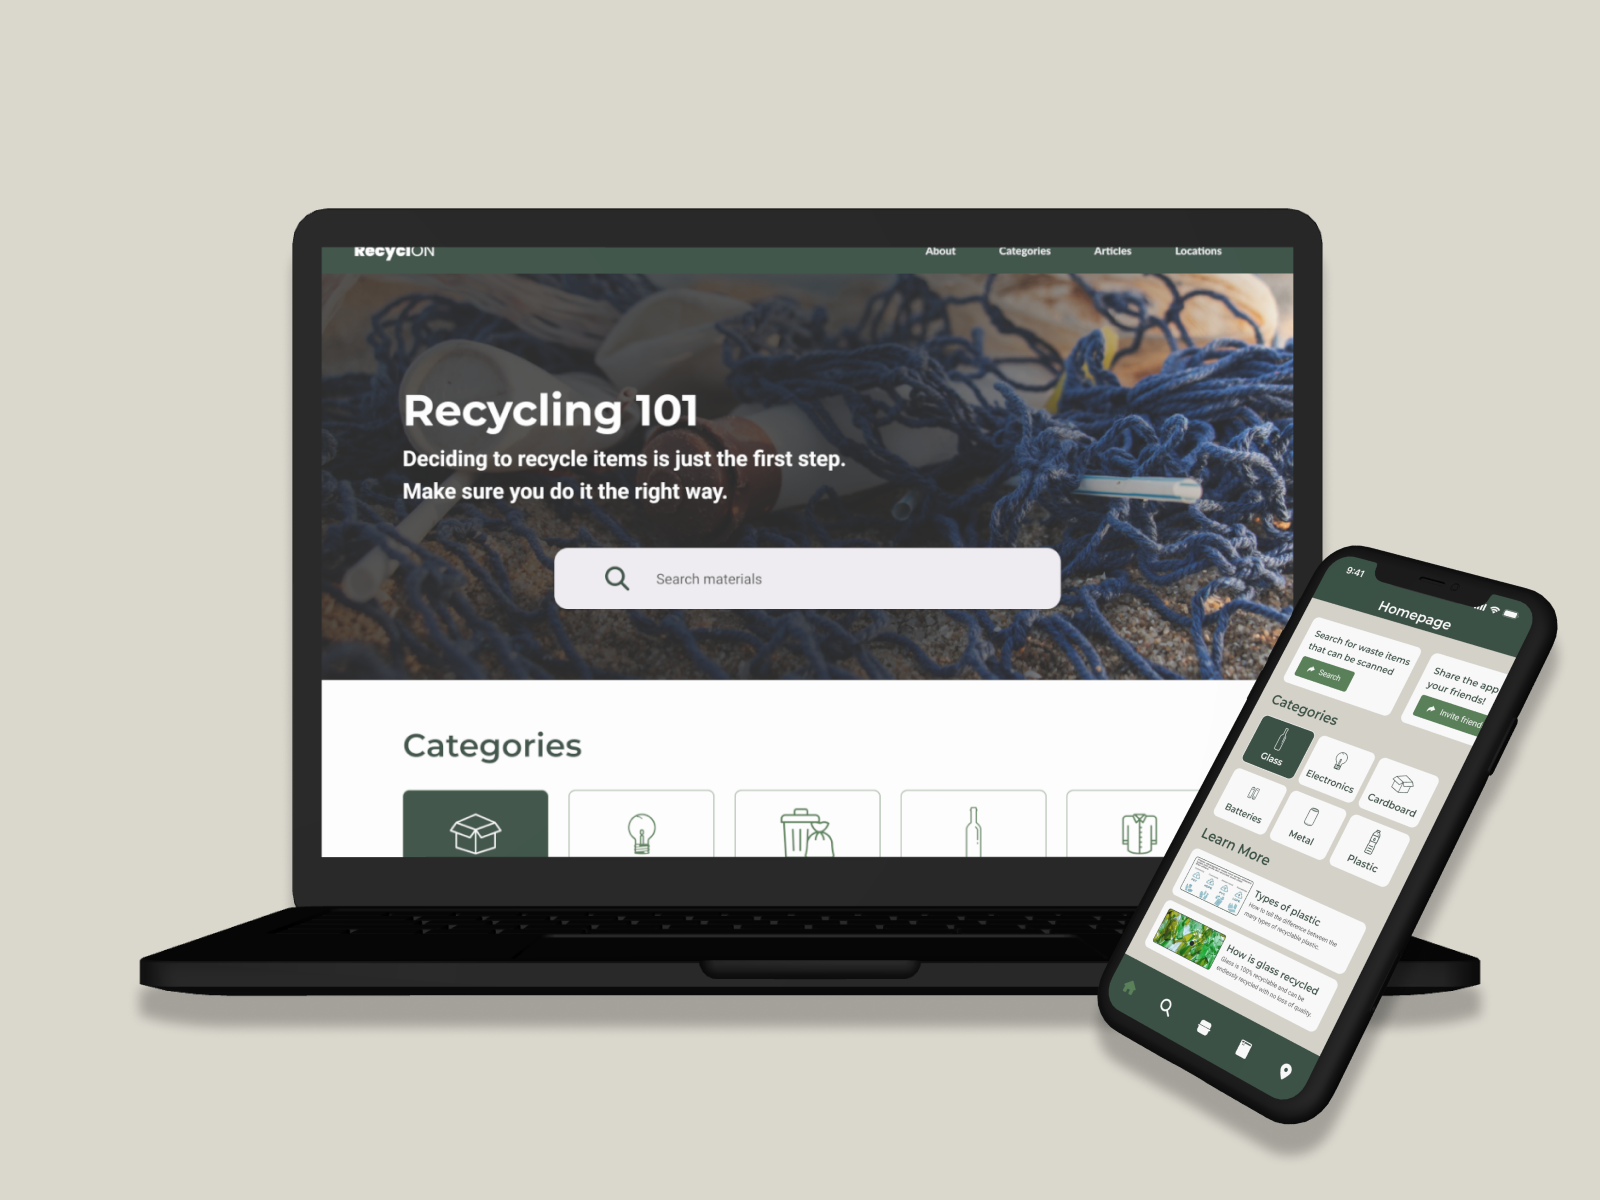 RecyclON
About
Categories
Articles
Locations
Recycling 101
Deciding to recycle items is just the first step.
Make sure you do it the right way.
Search materials
Categories
9:41
Homepage
Search for waste items
that can be scanned
Search
Share the app
your friends!
Invite friend
Categories
Glass
Electronics
Cardboard
Batteries
Metal
Plastic
Learn More
Types of plastic
How to tell the difference between the
many types of recyclable plastic.
How is glass recycled
Glass is 100% recyclable and can be
endlessly recycled with no loss of quality.